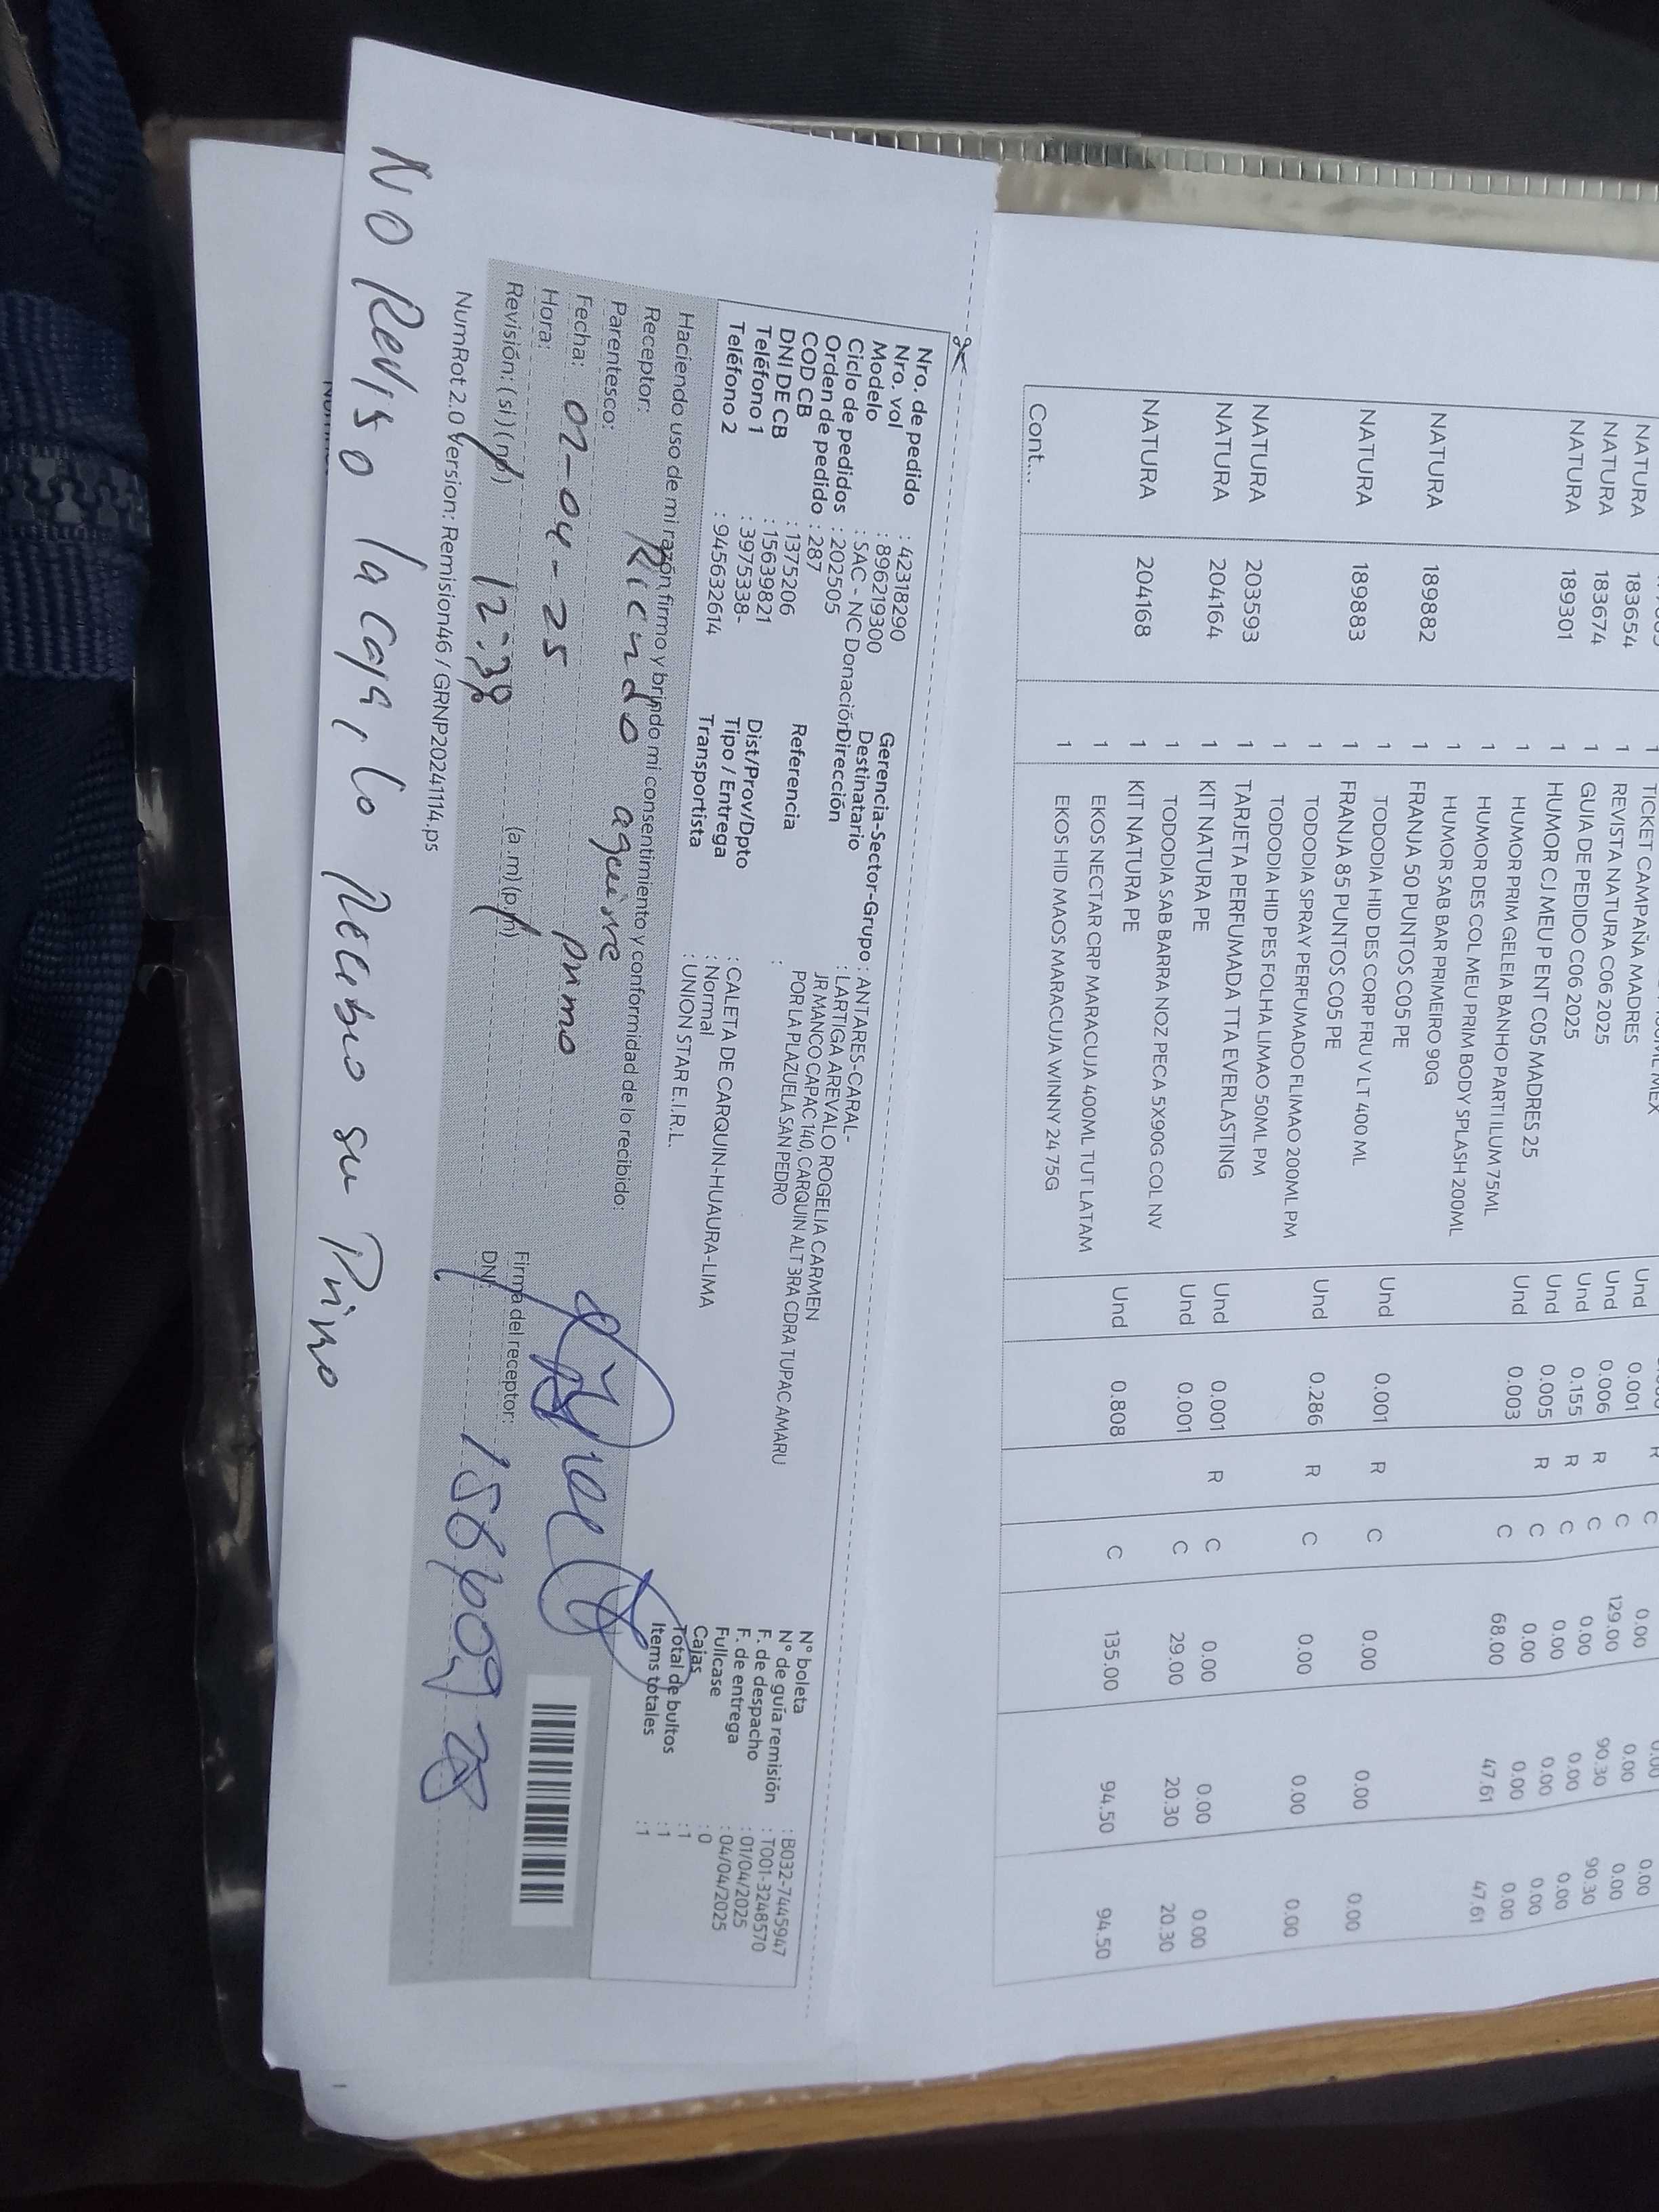 TICKET CAMPAÑA MADRES
NATURA 183654 1 REVISTA NATURA C06 2025 Und 0.001 C 0.00
NATURA 183674 1 GUIA DE PEDIDO C06 2025 Und 0.006 R C 129.00 90.30 90.30
NATURA 189301 1 HUMOR CJ MEU P ENT C05 MADRES 25 Und 0.155 R C 0.00 0.00 0.00
1 HUMOR PRIM GELEIA BANHO PARTI ILUM 75ML Und 0.005 R C 0.00 0.00 0.00
1 HUMOR DES COL MEU PRIM BODY SPLASH 200ML Und 0.003 C 68.00 47.61 47.61
1 HUMOR SAB BAR PRIMEIRO 90G
NATURA 189882 1 FRANJA 50 PUNTOS C05 PE
1 TODODIA HID DES CORP FRU V LT 400 ML Und 0.001 R C 0.00 0.00 0.00
NATURA 189883 1 FRANJA 85 PUNTOS C05 PE
1 TODODIA SPRAY PERFUMADO FLIMAO 200ML PM Und 0.286 R C 0.00 0.00 0.00
1 TODODIA HID PES FOLHA LIMAO 50ML PM
NATURA 203593 1 TARJETA PERFUMADA TTA EVERLASTING Und 0.001 R C 0.00 0.00 0.00
NATURA 204164 1 KIT NATURA PE Und 0.001 C 29.00 20.30 20.30
1 TODODIA SAB BARRA NOZ PECA 5X90G COL NV
NATURA 204168 1 KIT NATURA PE Und 0.808 C 135.00 94.50 94.50
1 EKOS NECTAR CRP MARACUJA 400ML TUT LATAM
1 EKOS HID MAOS MARACUJA WINNY 24 75G
Cont...
Nro. de pedido : 42318290
Nro. vol : 896219300
Modelo : SAC - NC Donación
Ciclo de pedidos : 202505
Orden de pedido : 287
COD CB : 1375206
DNI DE CB : 15639821
Teléfono 1 : 3975338-
Teléfono 2 : 945632614
Gerencia-Sector-Grupo : ANTARES-CARAL-
Destinatario : LARTIGA AREVALO ROGELIA CARMEN
Dirección JR MANCO CAPAC 140, CARQUIN ALT 3RA CDRA TUPAC AMARU
POR LA PLAZUELA SAN PEDRO
Referencia :
Dist/Prov/Dpto : CALETA DE CARQUIN-HUAURA-LIMA
Tipo / Entrega : Normal
Transportista : UNION STAR E.I.R.L.
N° boleta : B032-7445947
N° de guía remisión : T001-3248570
F. de despacho : 01/04/2025
F. de entrega : 04/04/2025
Fullcase : 0
Cajas : 1
Total de bultos : 1
Items totales : 1
Haciendo uso de mi razón firmo y brindo mi consentimiento y conformidad de lo recibido:
Receptor: Ricardo aguirre
Parentesco: primo
Fecha: 02-04-25
Hora: 12:38 (a.m) (p.m)
Revisión: (si) (no)
Firma del receptor:
DNI: 15640928
NumRot 2.0 Version: Remision46 / GRNP20241114.ps
NO Reviso la caja, lo Recibio su Primo